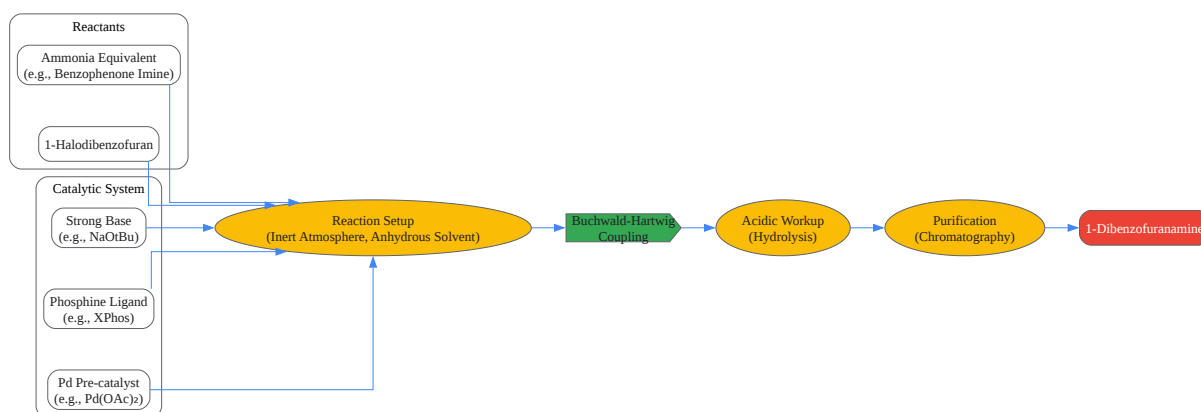 Reactants
Ammonia Equivalent
(e.g., Benzophenone Imine)
1-Halodibenzofuran
Catalytic System
Strong Base
(e.g., NaOtBu)
Phosphine Ligand
(e.g., XPhos)
Pd Pre-catalyst
(e.g., Pd(OAc)₂)
Reaction Setup
(Inert Atmosphere, Anhydrous Solvent)
Buchwald-Hartwig
Coupling
Acidic Workup
(Hydrolysis)
Purification
(Chromatography)
1-Dibenzofuranamine